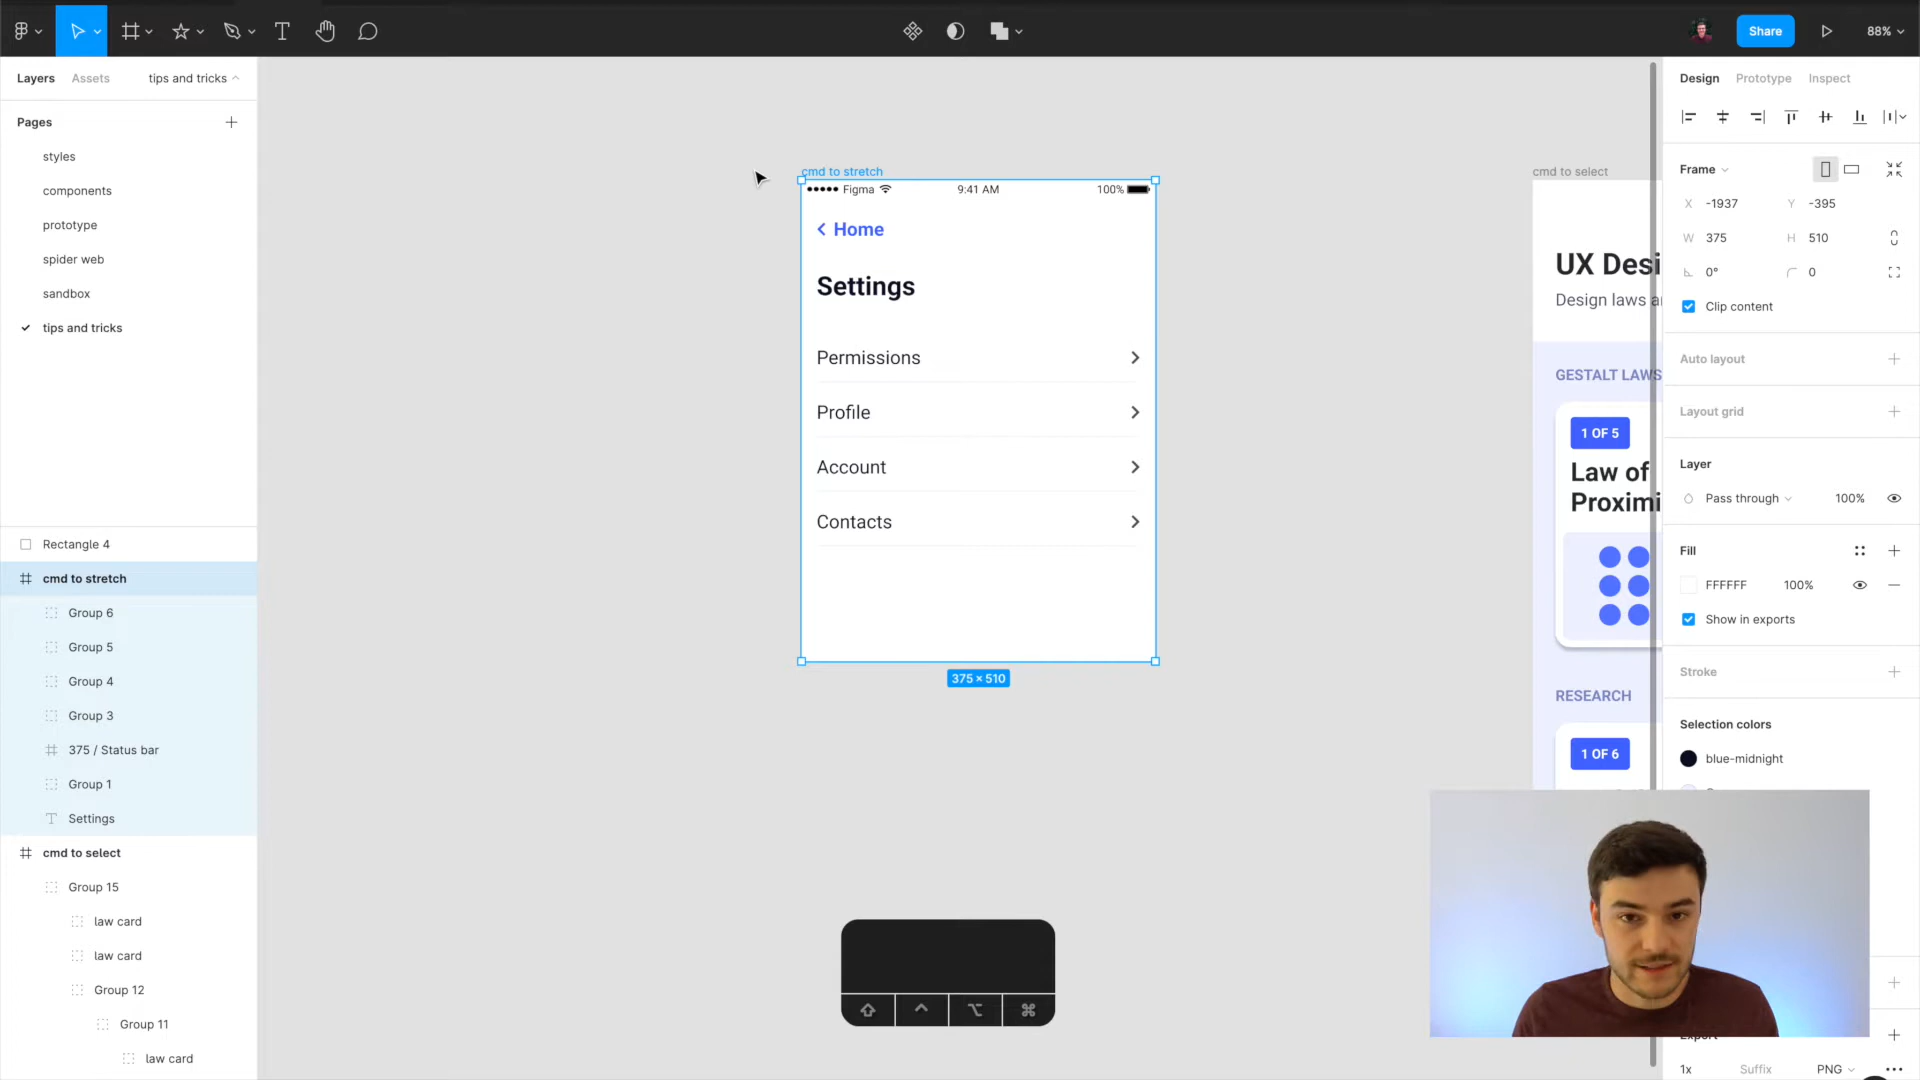 Share
88%
Layers
Assets
tips and tricks
Pages
styles
components
prototype
spider web
sandbox
tips and tricks
Rectangle 4
cmd to stretch
Group 6
Group 5
Group 4
Group 3
375 / Status bar
Group 1
Settings
cmd to select
Group 15
law card
law card
Group 12
Group 11
law card
cmd to stretch
Figma
9:41 AM
100%
Home
Settings
Permissions
Profile
Account
Contacts
375 × 510
cmd to select
UX Desi
Design laws a
GESTALT LAWS
1 OF 5
Law of
Proximi
RESEARCH
1 OF 6
Design
Prototype
Inspect
Frame
X -1937
Y -395
W 375
H 510
0°
0
Clip content
Auto layout
Layout grid
Layer
Pass through
100%
Fill
FFFFFF
100%
Show in exports
Stroke
Selection colors
blue-midnight
Export
1x
Suffix
PNG